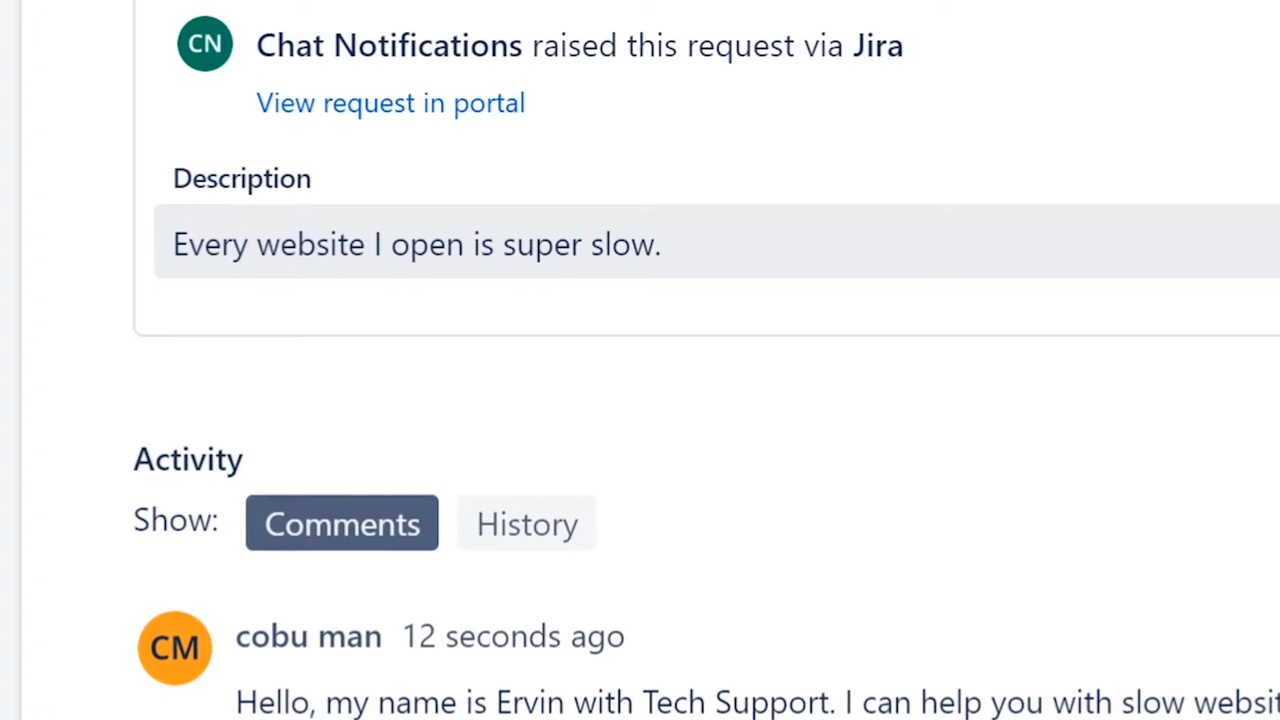 CN
Chat Notifications raised this request via Jira
View request in portal
Description
Every website I open is super slow.
Activity
Show: Comments History
CM
cobu man 12 seconds ago
Hello, my name is Ervin with Tech Support. I can help you with slow